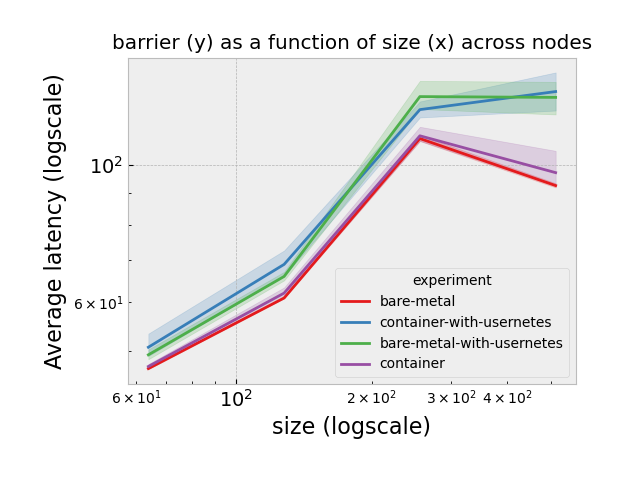 barrier (y) as a function of size (x) across nodes
Average latency (logscale)
10²
6 × 10¹
experiment
bare-metal
container-with-usernetes
bare-metal-with-usernetes
container
6 × 10¹ 10² 2 × 10² 3 × 10² 4 × 10²
size (logscale)